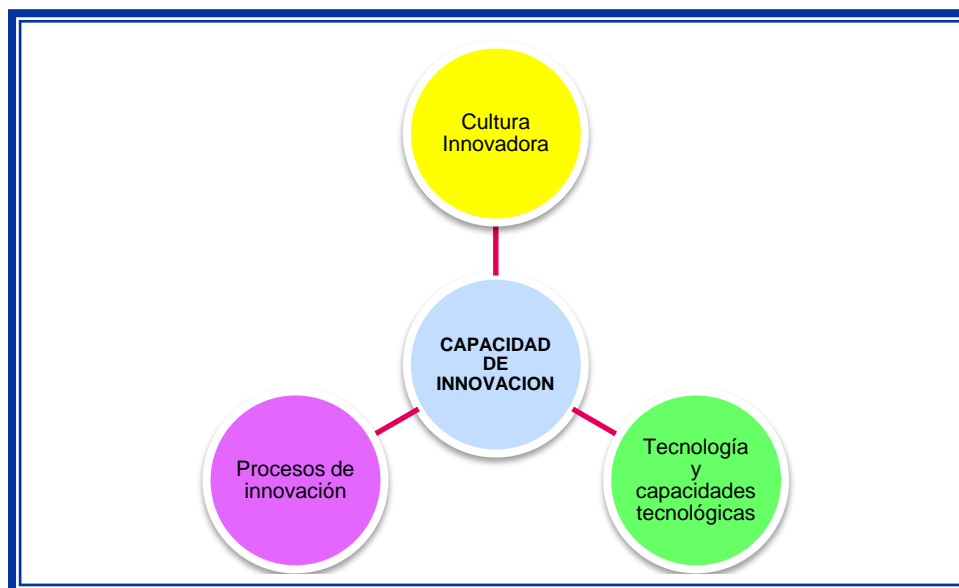 Cultura
Innovadora
CAPACIDAD
DE
INNOVACION
Procesos de
innovación
Tecnología
y
capacidades
tecnológicas